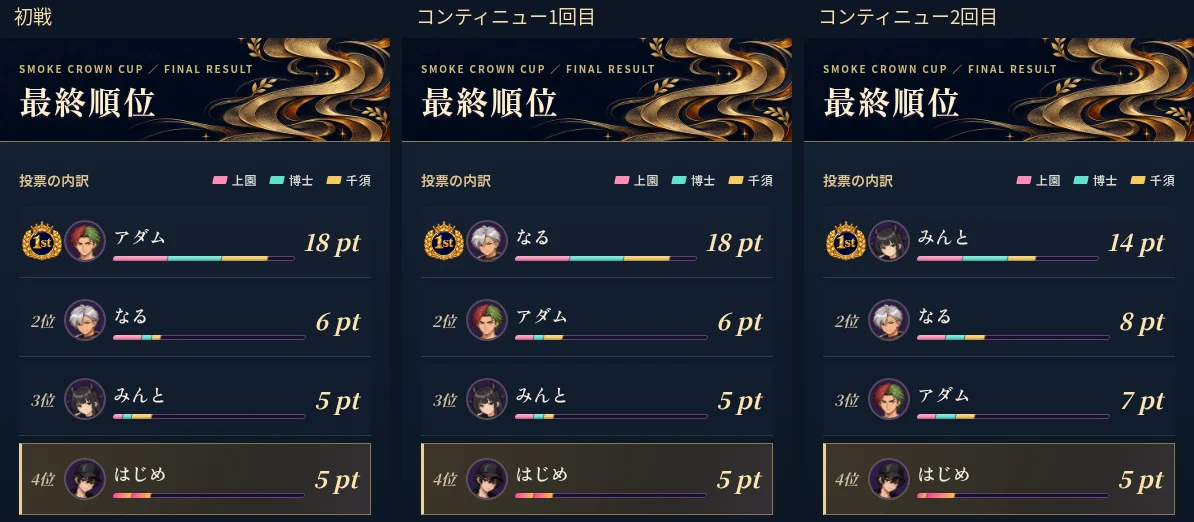 初戦
SMOKE CROWN CUP ／ FINAL RESULT
最終順位
投票の内訳
上園 博士 千須
1st アダム 18 pt
2位 なる 6 pt
3位 みんと 5 pt
4位 はじめ 5 pt
コンティニュー1回目
SMOKE CROWN CUP ／ FINAL RESULT
最終順位
投票の内訳
上園 博士 千須
1st なる 18 pt
2位 アダム 6 pt
3位 みんと 5 pt
4位 はじめ 5 pt
コンティニュー2回目
SMOKE CROWN CUP ／ FINAL RESULT
最終順位
投票の内訳
上園 博士 千須
1st みんと 14 pt
2位 なる 8 pt
3位 アダム 7 pt
4位 はじめ 5 pt